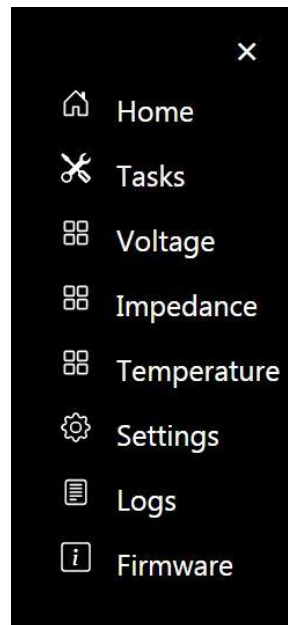 Home
Tasks
Voltage
Impedance
Temperature
Settings
Logs
Firmware